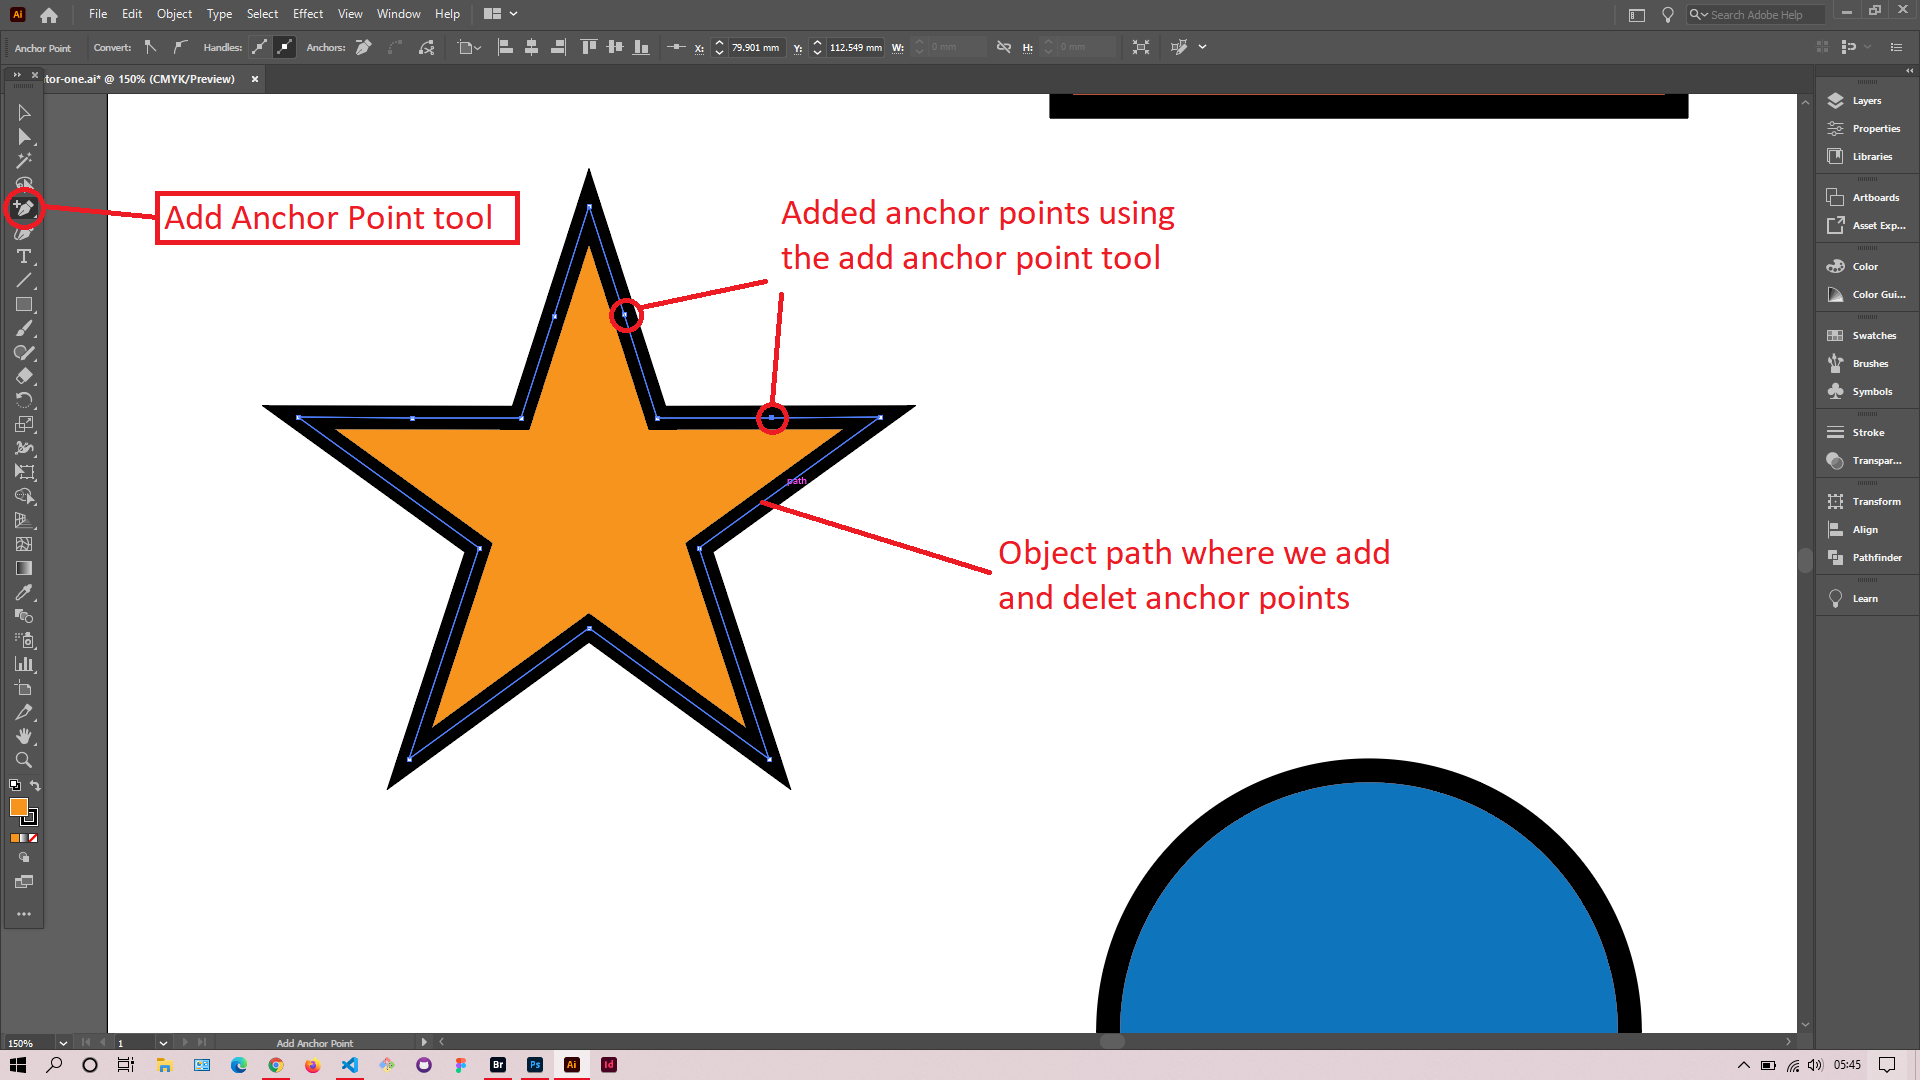 Ai File Edit Object Type Select Effect View Window Help Search Adobe Help
Anchor Point Convert: Handles: Anchors: X: 79.901 mm Y: 112.549 mm W: 0 mm H: 0 mm
tor-one.ai* @ 150% (CMYK/Preview)
Layers
Properties
Libraries
Artboards
Asset Exp...
Color
Color Gui...
Swatches
Brushes
Symbols
Stroke
Transpar...
Transform
Align
Pathfinder
Learn
Add Anchor Point tool
Added anchor points using
the add anchor point tool
path
Object path where we add
and delet anchor points
150% 1 Add Anchor Point
Br Ps Ai Id 05:45